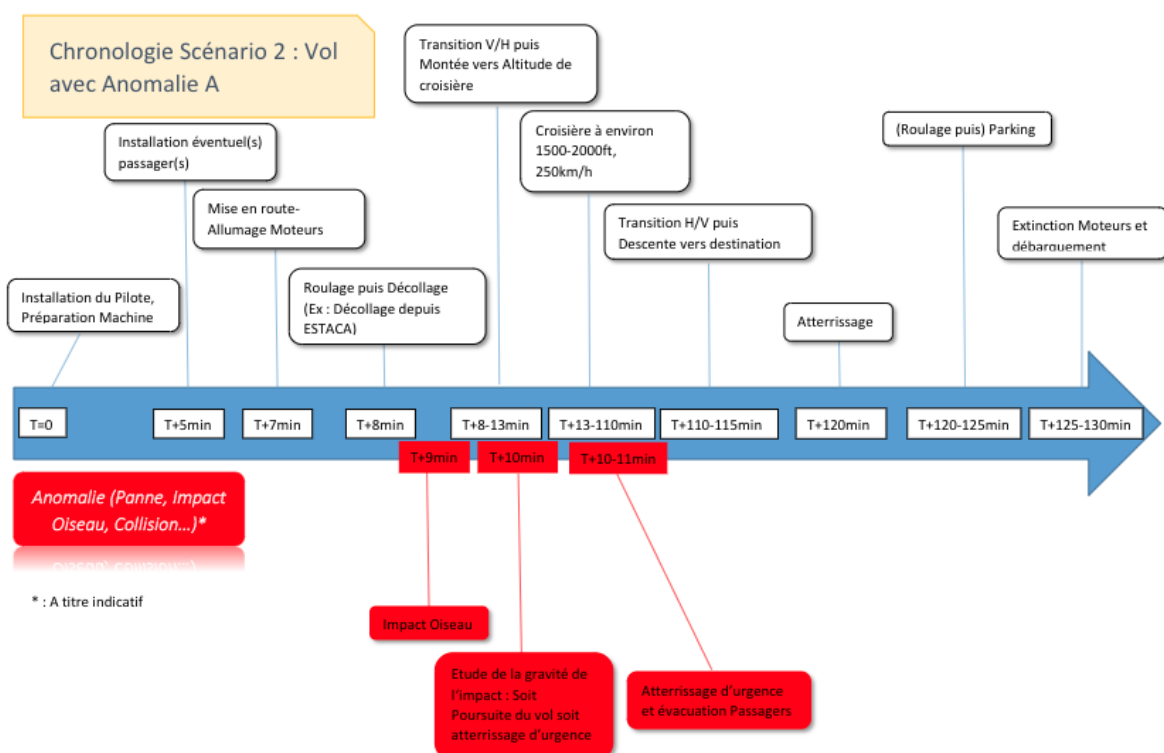 Chronologie Scénario 2 : Vol
avec Anomalie A
Transition V/H puis
Montée vers Altitude de
croisière
Installation éventuel(s)
passager(s)
Croisière à environ
1500-2000ft,
250km/h
(Roulage puis) Parking
Mise en route-
Allumage Moteurs
Transition H/V puis
Descente vers destination
Extinction Moteurs et
débarquement
Installation du Pilote,
Préparation Machine
Roulage puis Décollage
(Ex : Décollage depuis
ESTACA)
Atterrissage
T=0
T+5min
T+7min
T+8min
T+8-13min
T+13-110min
T+110-115min
T+120min
T+120-125min
T+125-130min
T+9min
T+10min
T+10-11min
Anomalie (Panne, Impact
Oiseau, Collision...)*
* : A titre indicatif
Impact Oiseau
Etude de la gravité de
l'impact : Soit
Poursuite du vol soit
atterrissage d'urgence
Atterrissage d'urgence
et évacuation Passagers